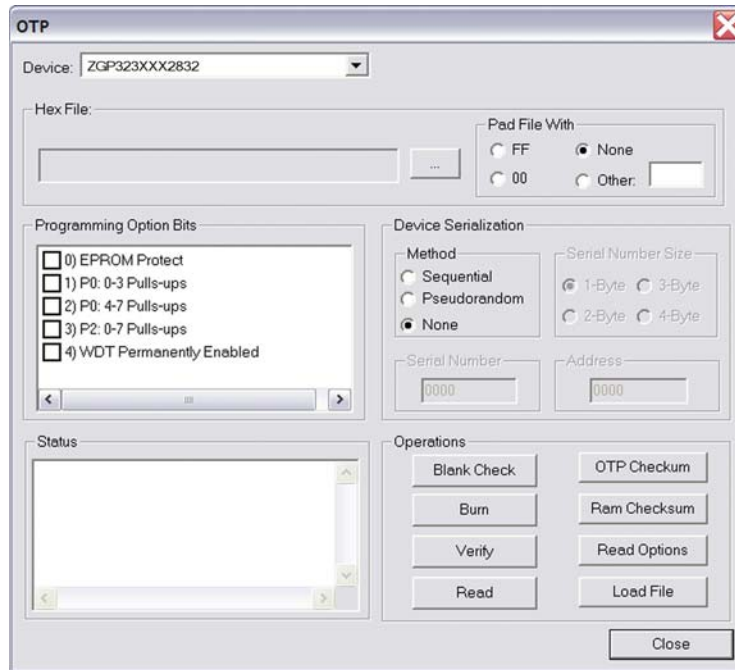 OTP
Device: ZGP323XXX2832
Hex File:
...
Pad File With
FF None
00 Other:
Programming Option Bits
0) EPROM Protect
1) P0: 0-3 Pulls-ups
2) P0: 4-7 Pulls-ups
3) P2: 0-7 Pulls-ups
4) WDT Permanently Enabled
Device Serialization
Method
Sequential
Pseudorandom
None
Serial Number Size
1-Byte 3-Byte
2-Byte 4-Byte
Serial Number
0000
Address
0000
Status
Operations
Blank Check OTP Checkum
Burn Ram Checksum
Verify Read Options
Read Load File
Close